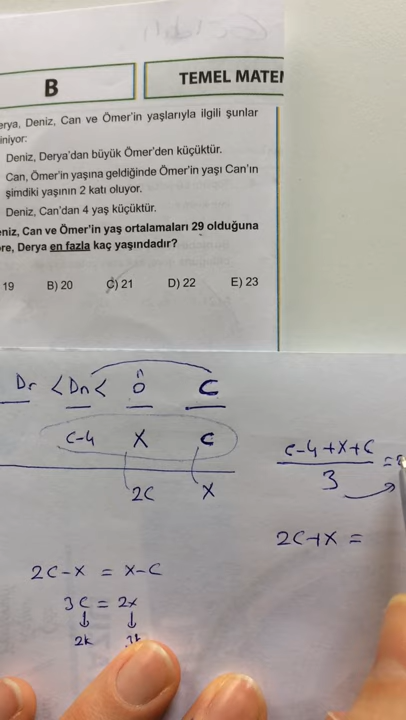 B
TEMEL MATE
erya, Deniz, Can ve Ömer'in yaşlarıyla ilgili şunlar
iniyor:
Deniz, Derya'dan büyük Ömer'den küçüktür.
Can, Ömer'in yaşına geldiğinde Ömer'in yaşı Can'ın
şimdiki yaşının 2 katı oluyor.
Deniz, Can'dan 4 yaş küçüktür.
eniz, Can ve Ömer'in yaş ortalamaları 29 olduğuna
re, Derya en fazla kaç yaşındadır?
19 B) 20 C) 21 D) 22 E) 23
Dr < Dn < Ö C
C-4 X C
2C X
C-4+X+C
3 =
2C+X =
2C-X = X-C
3C = 2X
↓ ↓
2k 3k